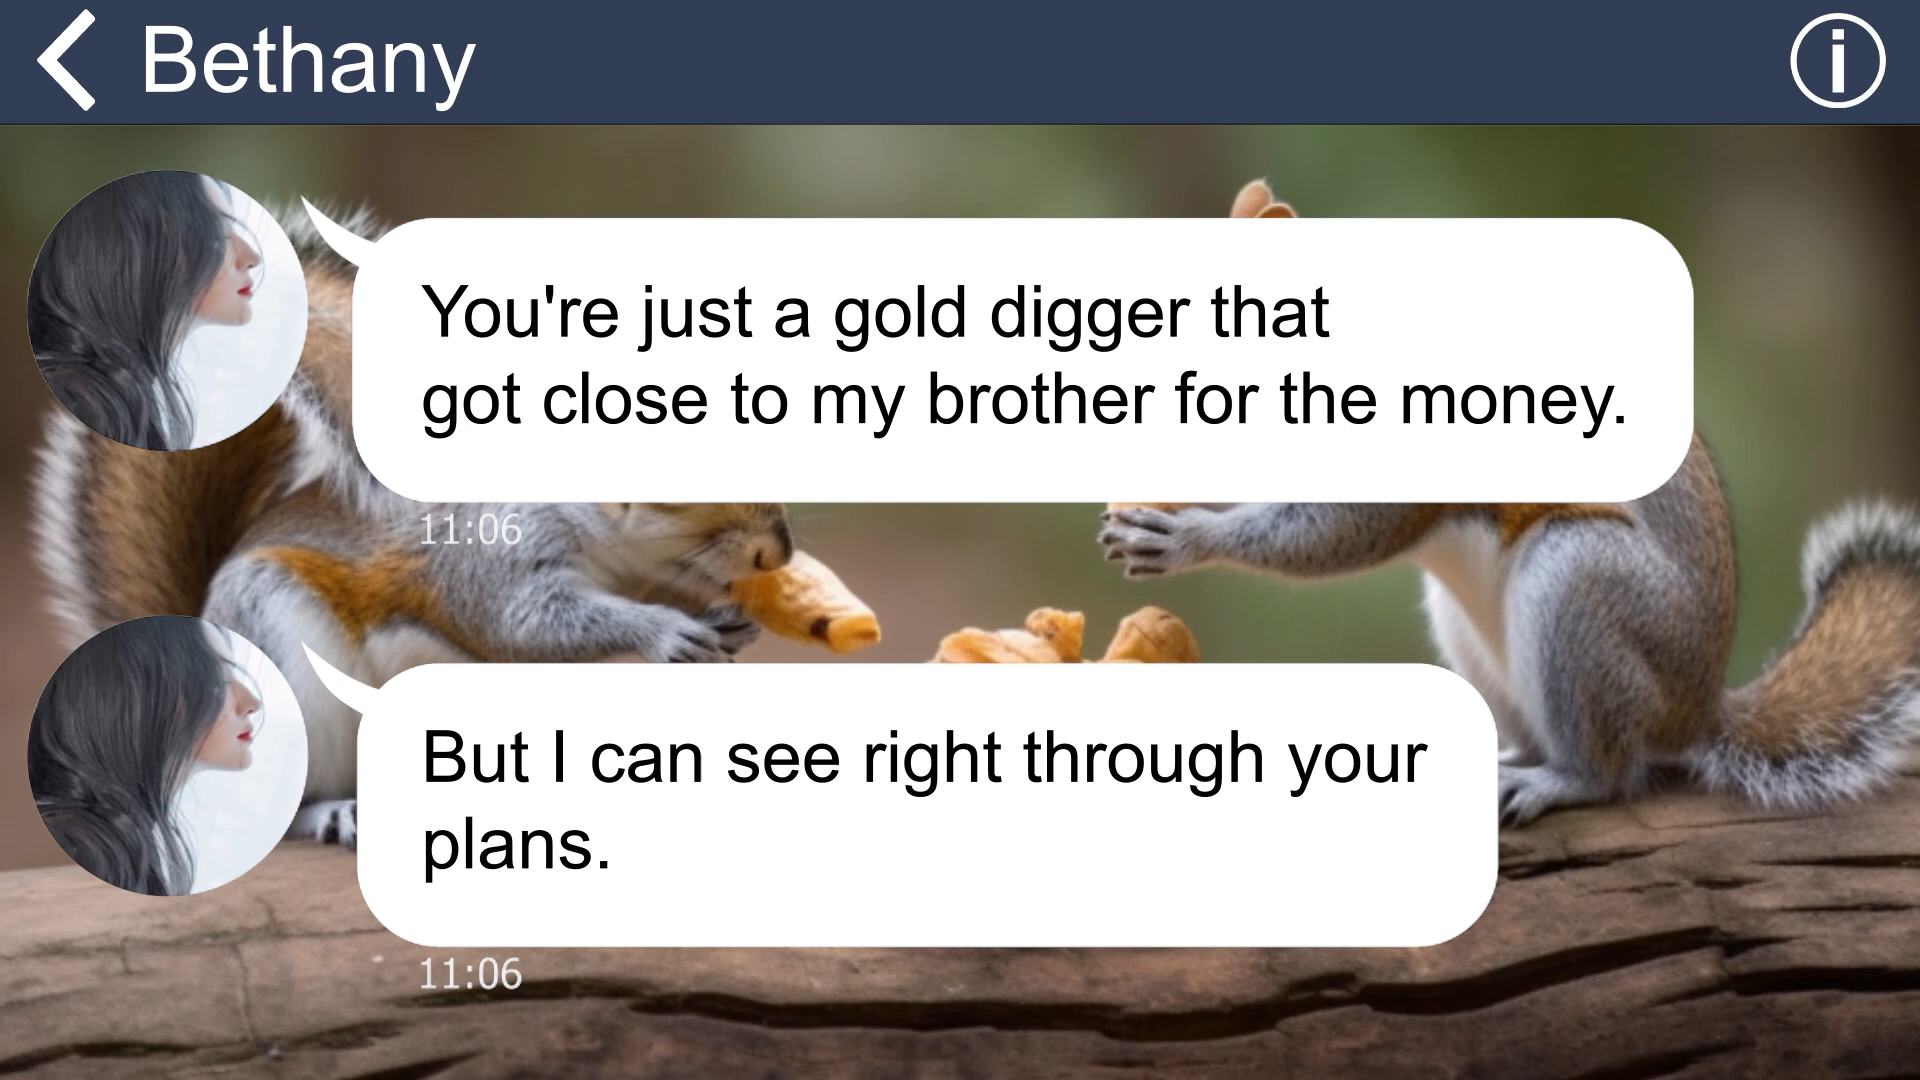 Bethany
You're just a gold digger that
got close to my brother for the money.
11:06
But I can see right through your
plans.
11:06